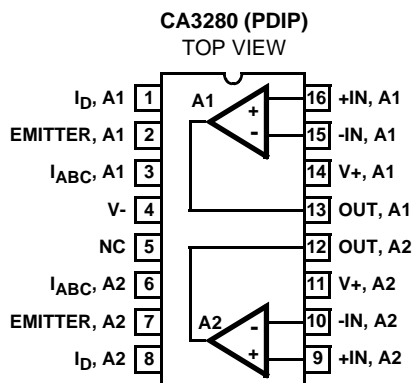 CA3280 (PDIP)
TOP VIEW
I_D, A1 1
EMITTER, A1 2
I_ABC, A1 3
V- 4
NC 5
I_ABC, A2 6
EMITTER, A2 7
I_D, A2 8
A1
+
-
A2
-
+
16 +IN, A1
15 -IN, A1
14 V+, A1
13 OUT, A1
12 OUT, A2
11 V+, A2
10 -IN, A2
9 +IN, A2